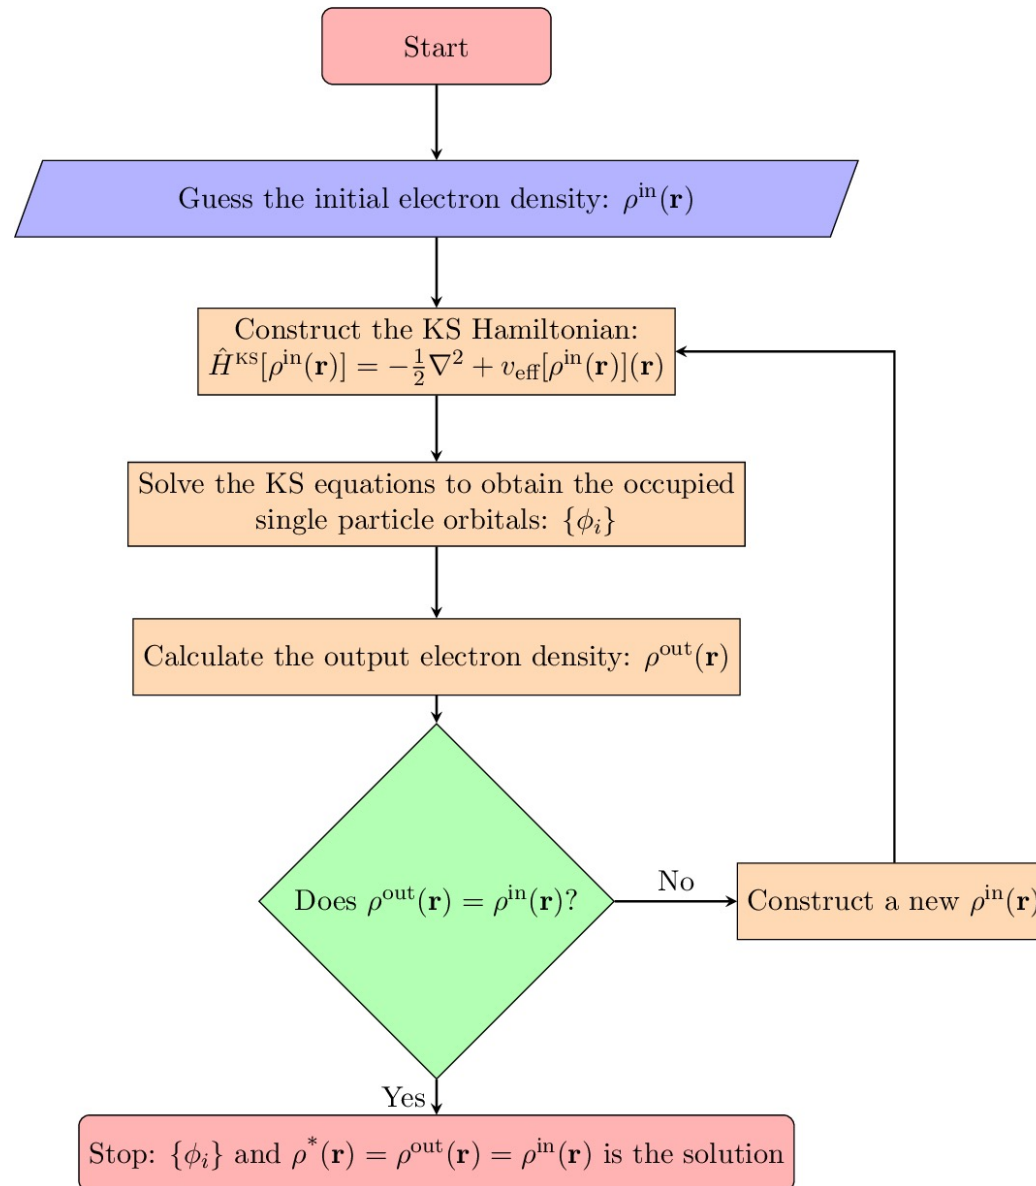 Start
Guess the initial electron density: ρ^in(𝐫)
Construct the KS Hamiltonian:
Ĥ^KS[ρ^in(𝐫)] = −½∇² + v_eff[ρ^in(𝐫)](𝐫)
Solve the KS equations to obtain the occupied
single particle orbitals: {ϕ_i}
Calculate the output electron density: ρ^out(𝐫)
Does ρ^out(𝐫) = ρ^in(𝐫)?
No
Construct a new ρ^in(𝐫)
Yes
Stop: {ϕ_i} and ρ^*(𝐫) = ρ^out(𝐫) = ρ^in(𝐫) is the solution